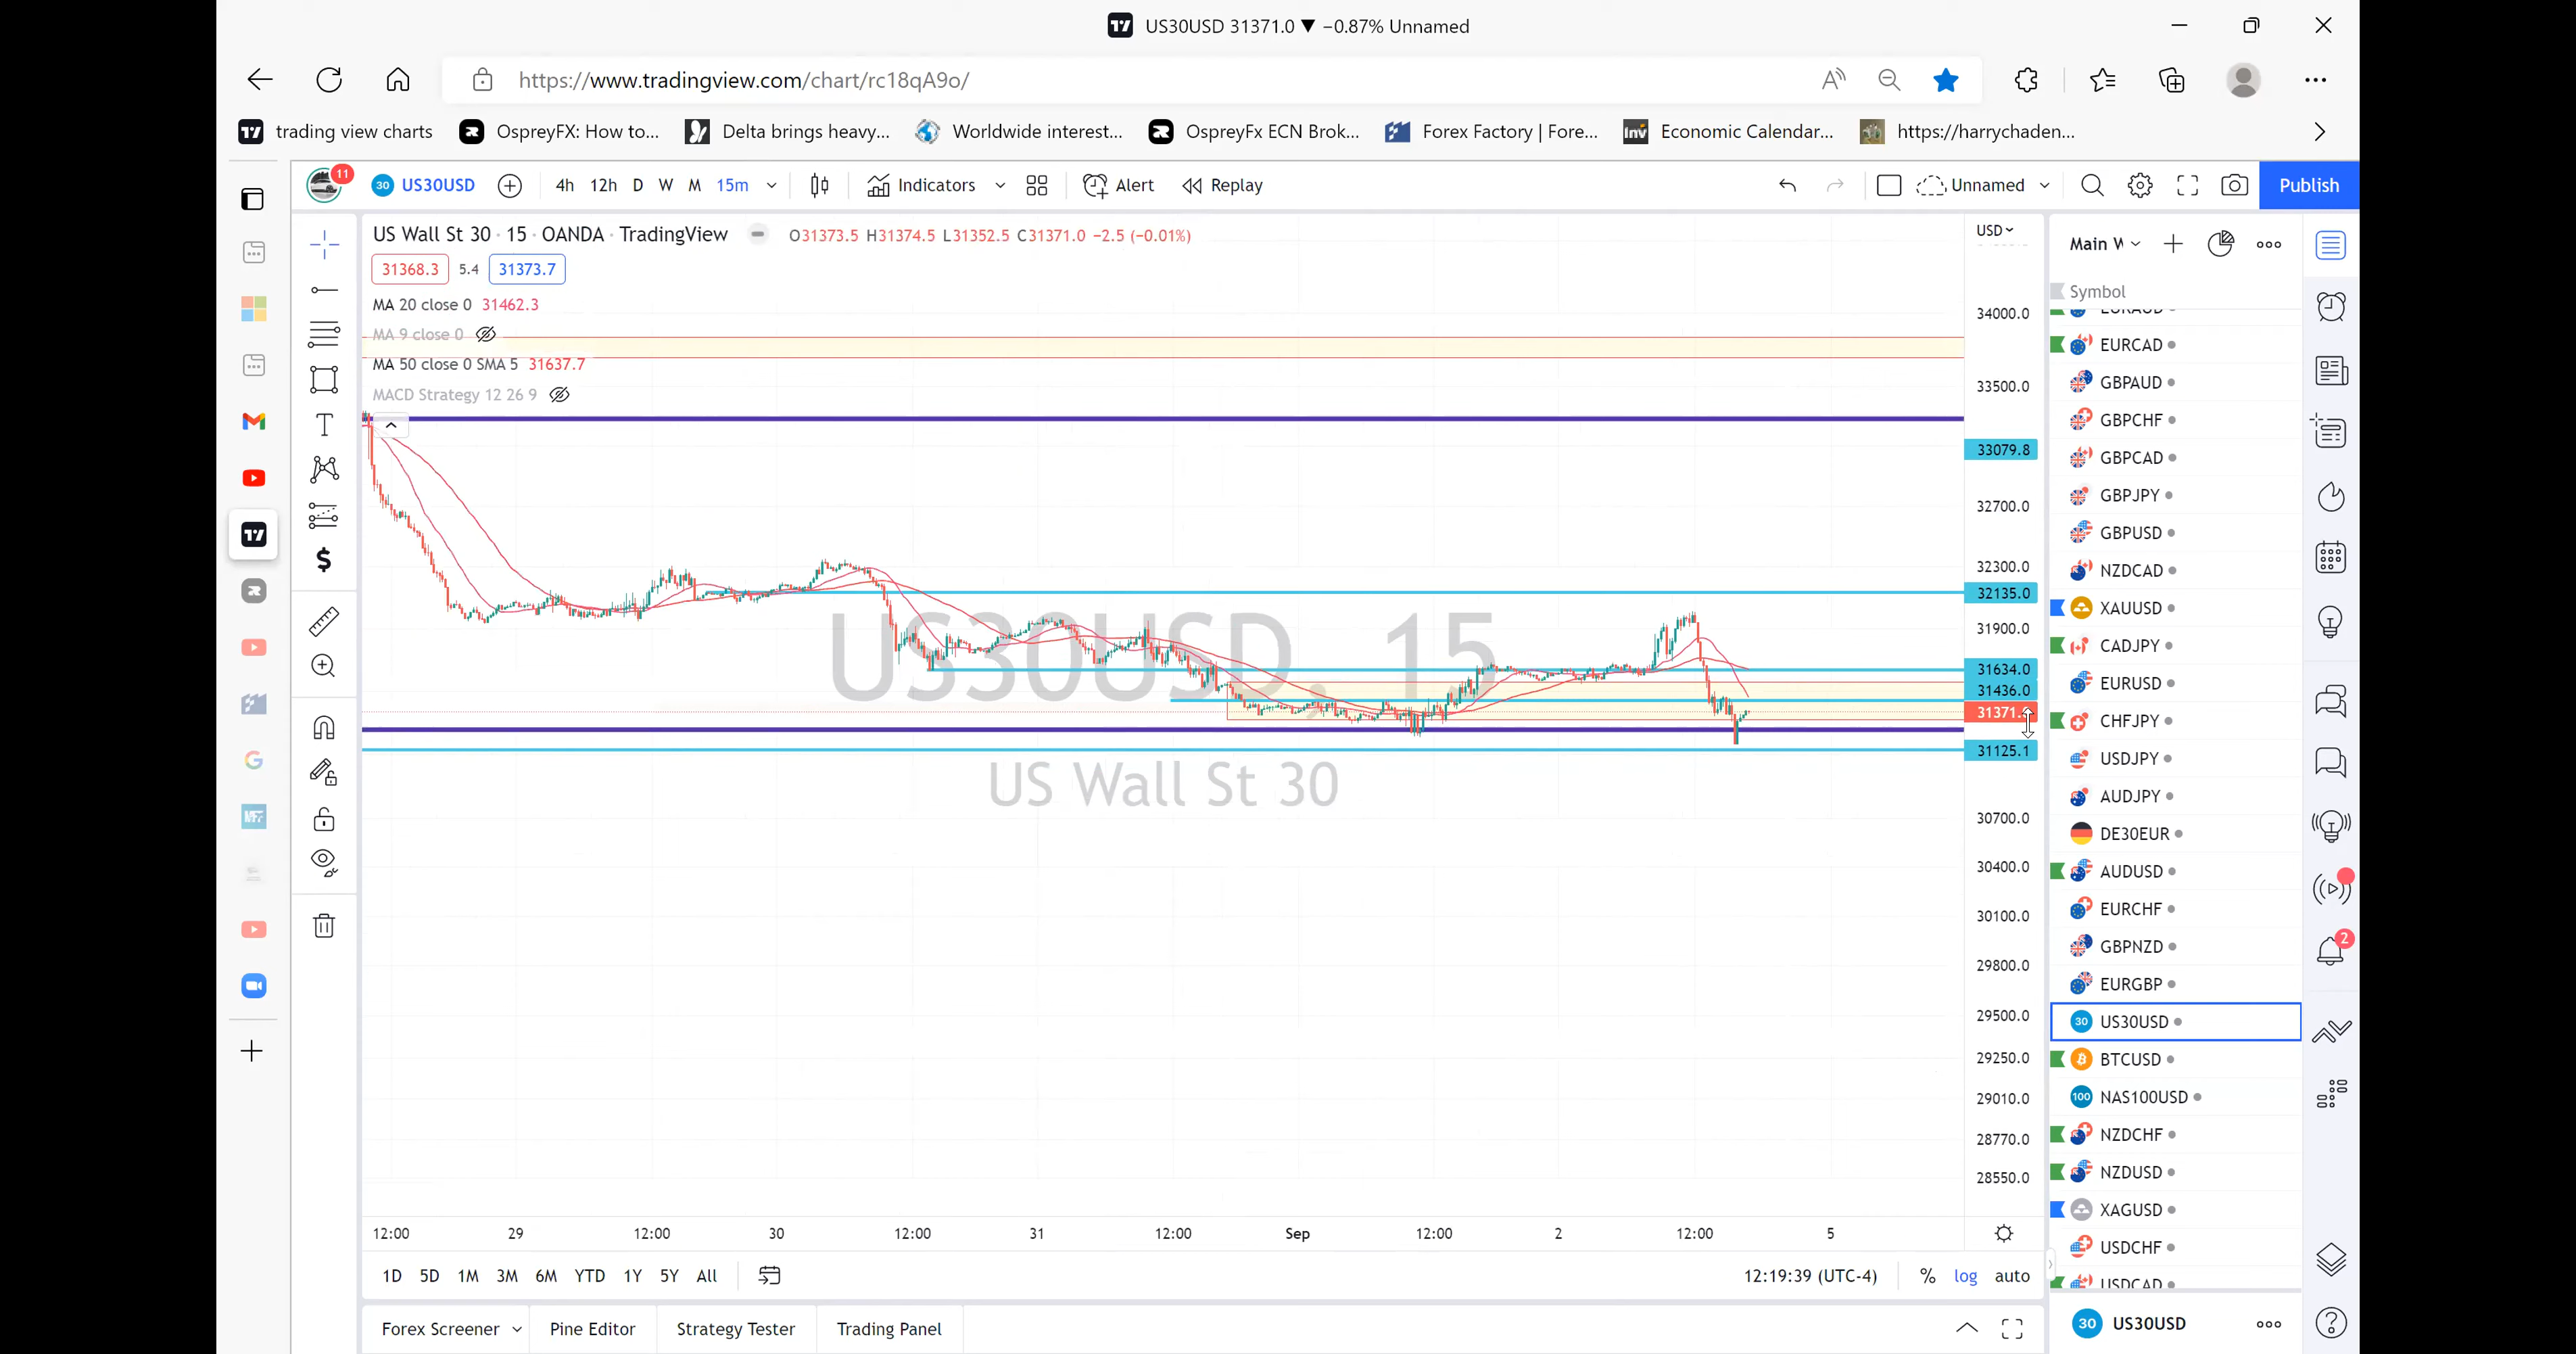 US30USD 31371.0 ▼ −0.87% Unnamed
https://www.tradingview.com/chart/rc18qA9o/
trading view charts OspreyFX: How to... Delta brings heavy... Worldwide interest... OspreyFx ECN Brok... Forex Factory | Fore... Economic Calendar... https://harrychaden...
11 30 US30USD 4h 12h D W M 15m Indicators Alert Replay Unnamed Publish
US Wall St 30 · 15 · OANDA · TradingView O31373.5 H31374.5 L31352.5 C31371.0 −2.5 (−0.01%)
31368.3 5.4 31373.7
MA 20 close 0 31462.3
MA 9 close 0
MA 50 close 0 SMA 5 31637.7
MACD Strategy 12 26 9
US30USD, 15
US Wall St 30
USD
34000.0
33500.0
33079.8
32700.0
32300.0
32135.0
31900.0
31634.0
31436.0
31371.
31125.1
30700.0
30400.0
30100.0
29800.0
29500.0
29250.0
29010.0
28770.0
28550.0
12:00 29 12:00 30 12:00 31 12:00 Sep 12:00 2 12:00 5
1D 5D 1M 3M 6M YTD 1Y 5Y All 12:19:39 (UTC-4) % log auto
Forex Screener Pine Editor Strategy Tester Trading Panel
Main
Symbol
EURAUD
EURCAD
GBPAUD
GBPCHF
GBPCAD
GBPJPY
GBPUSD
NZDCAD
XAUUSD
CADJPY
EURUSD
CHFJPY
USDJPY
AUDJPY
DE30EUR
AUDUSD
EURCHF
GBPNZD
EURGBP
30 US30USD
BTCUSD
100 NAS100USD
NZDCHF
NZDUSD
XAGUSD
USDCHF
USDCAD
30 US30USD
2